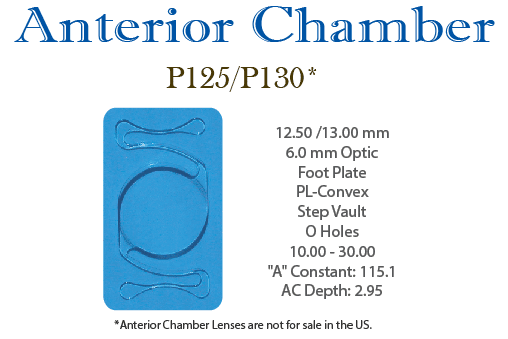 Anterior Chamber
P125/P130*
12.50 /13.00 mm
6.0 mm Optic
Foot Plate
PL-Convex
Step Vault
O Holes
10.00 - 30.00
"A" Constant: 115.1
AC Depth: 2.95
*Anterior Chamber Lenses are not for sale in the US.